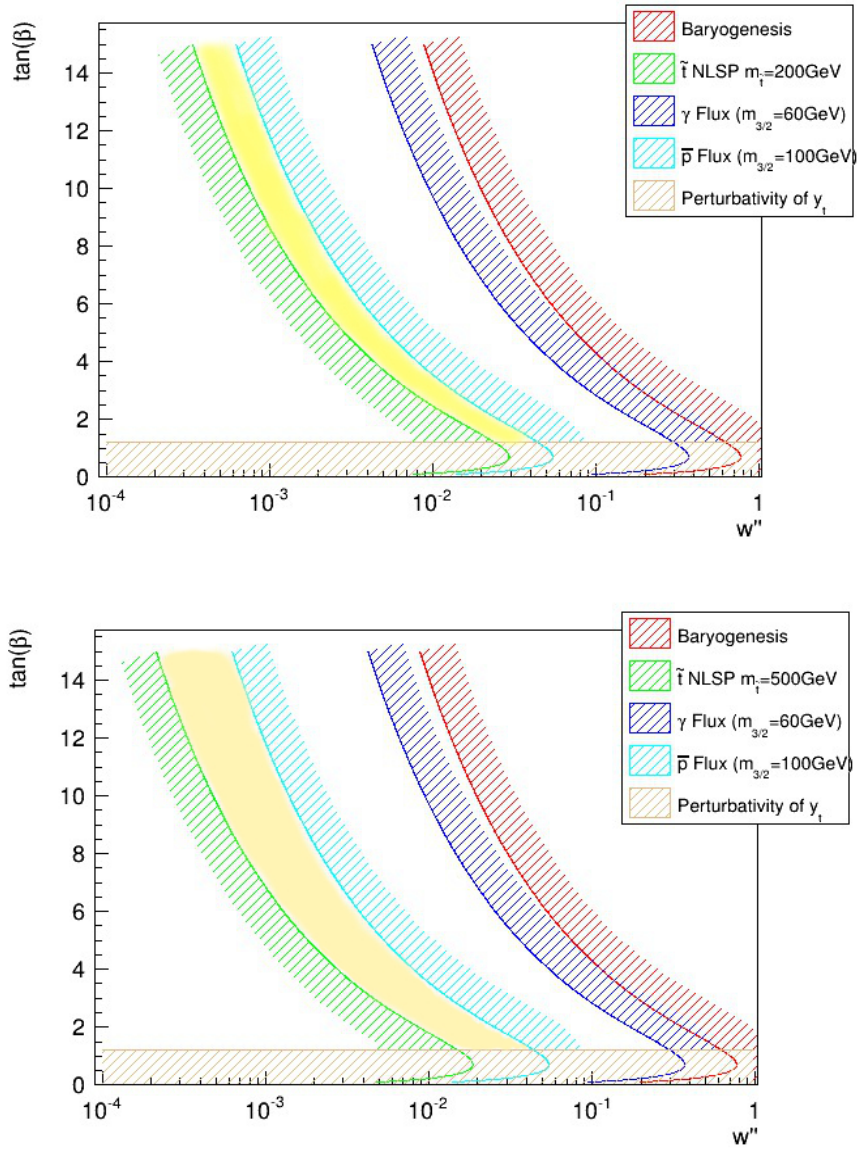 tan(β)
14
12
10
8
6
4
2
0
10⁻⁴
10⁻³
10⁻²
10⁻¹
1
w"
Baryogenesis
t̃ NLSP m_t̃=200GeV
γ Flux (m_3/2=60GeV)
p̅ Flux (m_3/2=100GeV)
Perturbativity of y_t
tan(β)
14
12
10
8
6
4
2
0
10⁻⁴
10⁻³
10⁻²
10⁻¹
1
w"
Baryogenesis
t̃ NLSP m_t̃=500GeV
γ Flux (m_3/2=60GeV)
p̅ Flux (m_3/2=100GeV)
Perturbativity of y_t